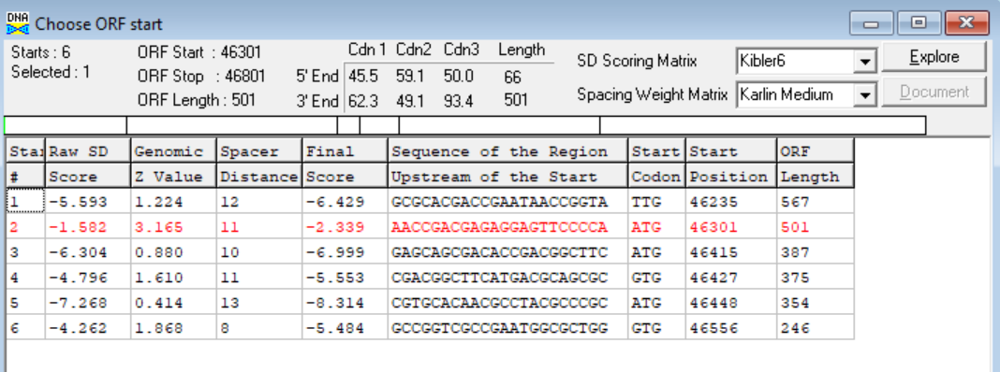 DNA Choose ORF start
Starts : 6 ORF Start : 46301 Cdn 1 Cdn2 Cdn3 Length SD Scoring Matrix Kibler6 Explore
Selected : 1 ORF Stop : 46801 5' End 45.5 59.1 50.0 66
ORF Length : 501 3' End 62.3 49.1 93.4 501 Spacing Weight Matrix Karlin Medium Document
Star Raw SD Genomic Spacer Final Sequence of the Region Start Start ORF
# Score Z Value Distance Score Upstream of the Start Codon Position Length
1 -5.593 1.224 12 -6.429 GCGCACGACCGAATAACCGGTA TTG 46235 567
2 -1.582 3.165 11 -2.339 AACCGACGAGAGGAGTTCCCCA ATG 46301 501
3 -6.304 0.880 10 -6.999 GAGCAGCGACACCGACGGCTTC ATG 46415 387
4 -4.796 1.610 11 -5.553 CGACGGCTTCATGACGCAGCGC GTG 46427 375
5 -7.268 0.414 13 -8.314 CGTGCACAACGCCTACGCCCGC ATG 46448 354
6 -4.262 1.868 8 -5.484 GCCGGTCGCCGAATGGCGCTGG GTG 46556 246